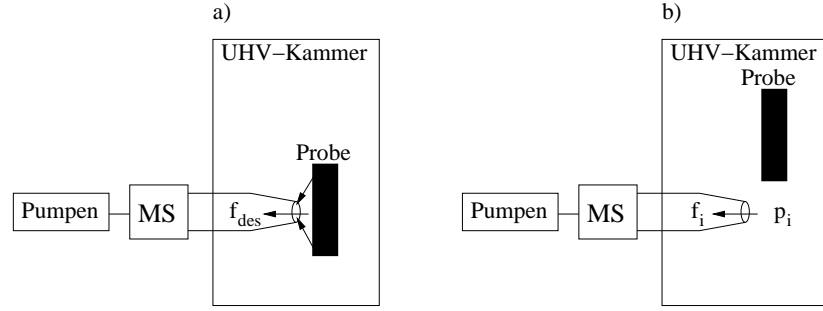 a)
UHV−Kammer
Probe
Pumpen
MS
f_des
b)
UHV−Kammer
Probe
Pumpen
MS
f_i
p_i